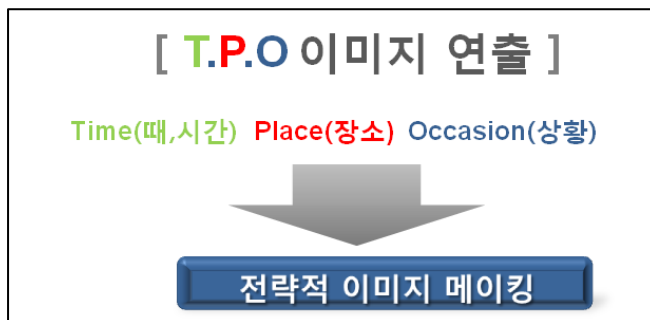 [ T.P.O 이미지 연출 ]
Time(때,시간) Place(장소) Occasion(상황)
전략적 이미지 메이킹